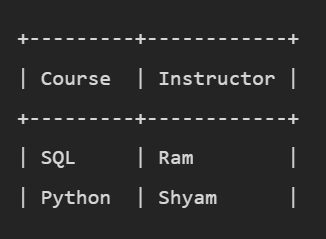 +---------+------------+
| Course  | Instructor |
+---------+------------+
| SQL     | Ram        |
| Python  | Shyam      |